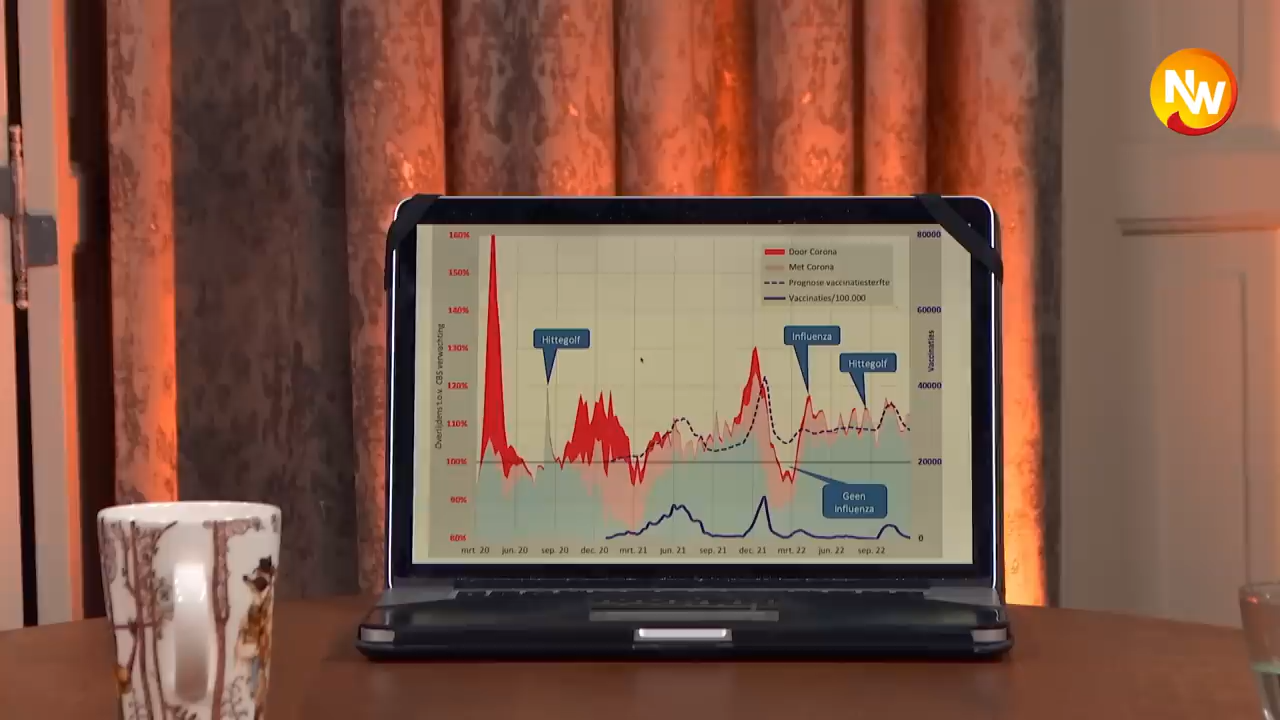 NW
160%
150%
140%
130%
120%
110%
100%
90%
80%
Overlijdens t.o.v. CBS verwachting
80000
60000
40000
20000
0
Vaccinaties
Door Corona
Met Corona
Prognose vaccinatiesterfte
Vaccinaties/100.000
Hittegolf
Influenza
Hittegolf
Geen
Influenza
mrt. 20 jun. 20 sep. 20 dec. 20 mrt. 21 jun. 21 sep. 21 dec. 21 mrt. 22 jun. 22 sep. 22